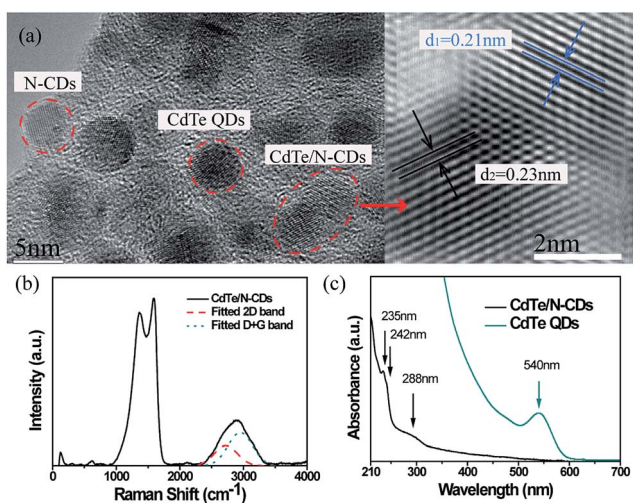 (a)
N-CDs
CdTe QDs
CdTe/N-CDs
5nm
d₁=0.21nm
d₂=0.23nm
2nm
(b)
CdTe/N-CDs
Fitted 2D band
Fitted D+G band
Intensity (a.u.)
0 1000 2000 3000 4000
Raman Shift (cm⁻¹)
(c)
CdTe/N-CDs
CdTe QDs
235nm
242nm
288nm
540nm
Absorbance (a.u.)
210 300 400 500 600 700
Wavelength (nm)